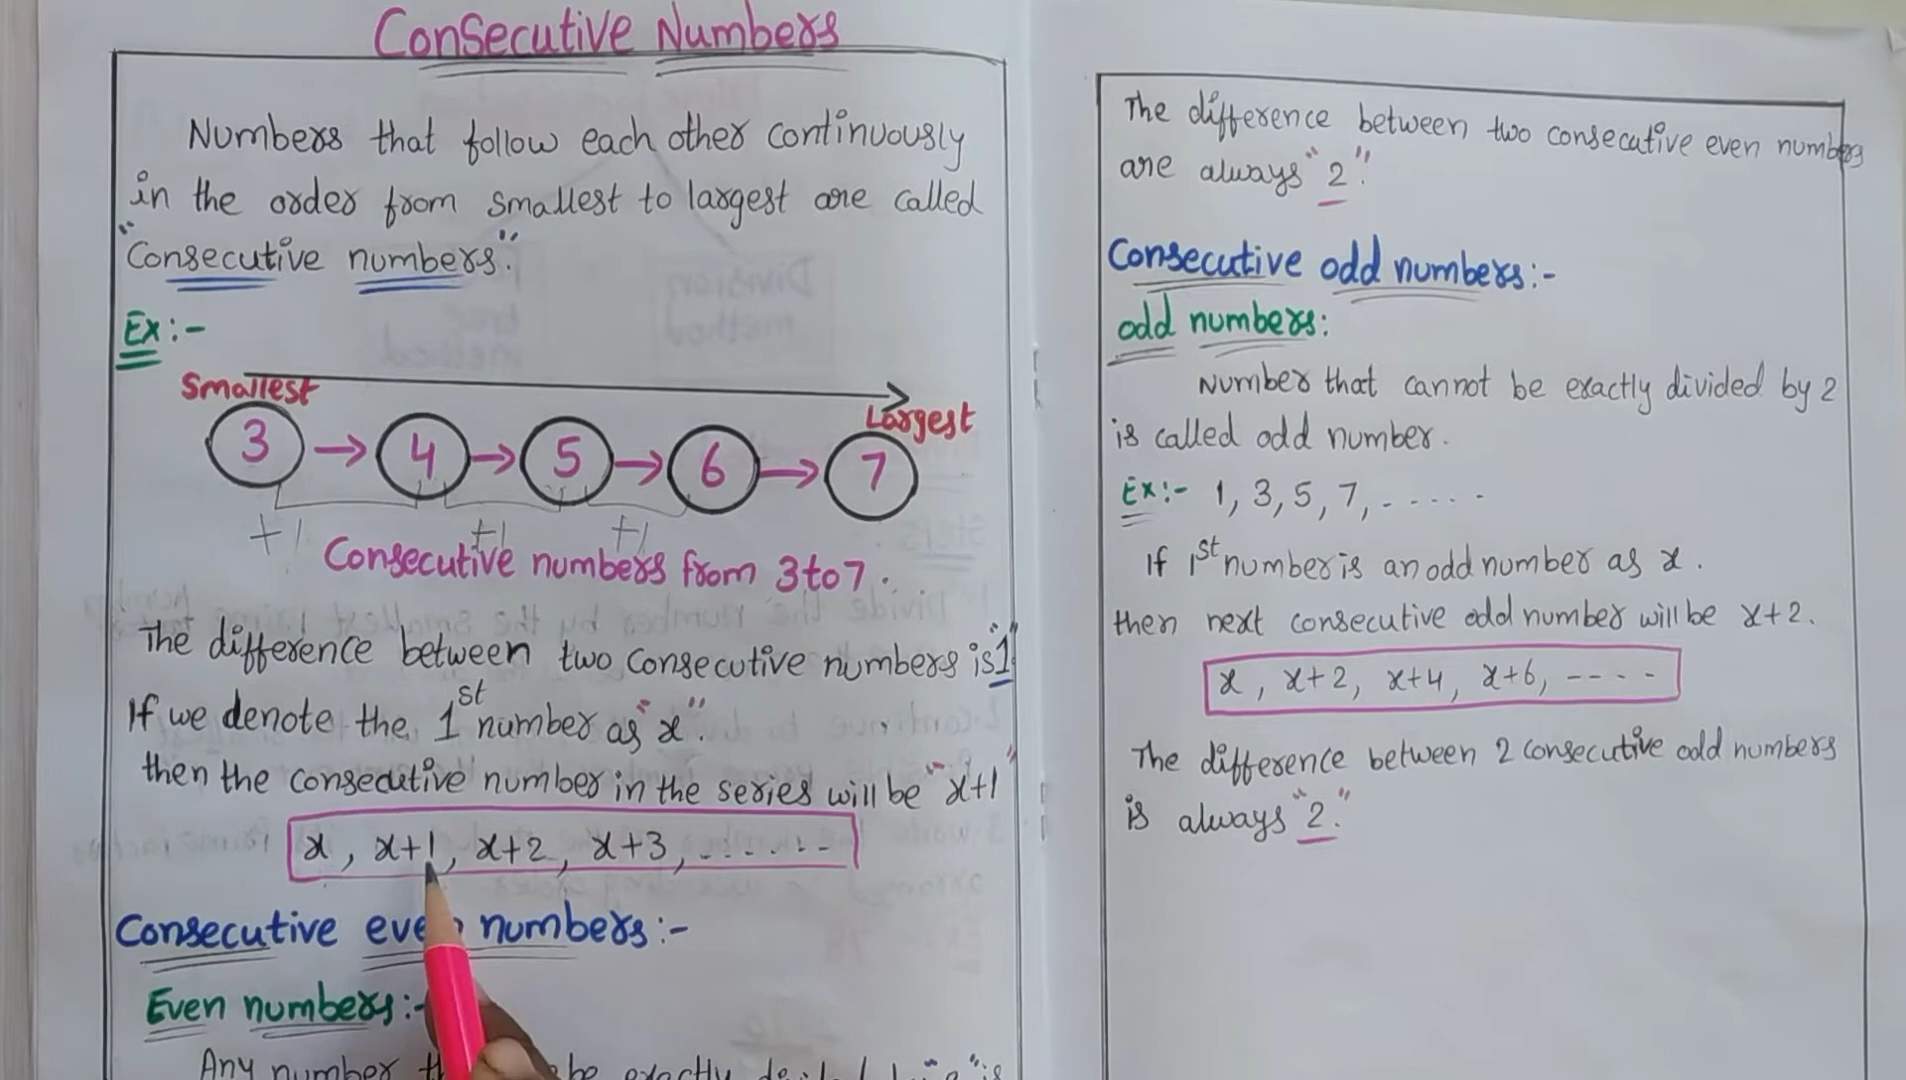 Consecutive Numbers
Numbers that follow each other continuously
in the order from smallest to largest are called
"Consecutive numbers".
Ex:-
Smallest
Largest
3 → 4 → 5 → 6 → 7
+1 +1 +1
Consecutive numbers from 3 to 7.
The difference between two consecutive numbers is "1"
If we denote the 1st number as "x".
then the consecutive number in the series will be "x+1"
x, x+1, x+2, x+3, ......
Consecutive even numbers:-
Even numbers:-
Any number be exactly
The difference between two consecutive even numbers
are always "2".
Consecutive odd numbers:-
odd numbers:
Number that cannot be exactly divided by 2
is called odd number.
Ex:- 1, 3, 5, 7, .....
If 1st number is an odd number as x.
then next consecutive odd number will be x+2.
x, x+2, x+4, x+6, ----
The difference between 2 consecutive odd numbers
is always "2."